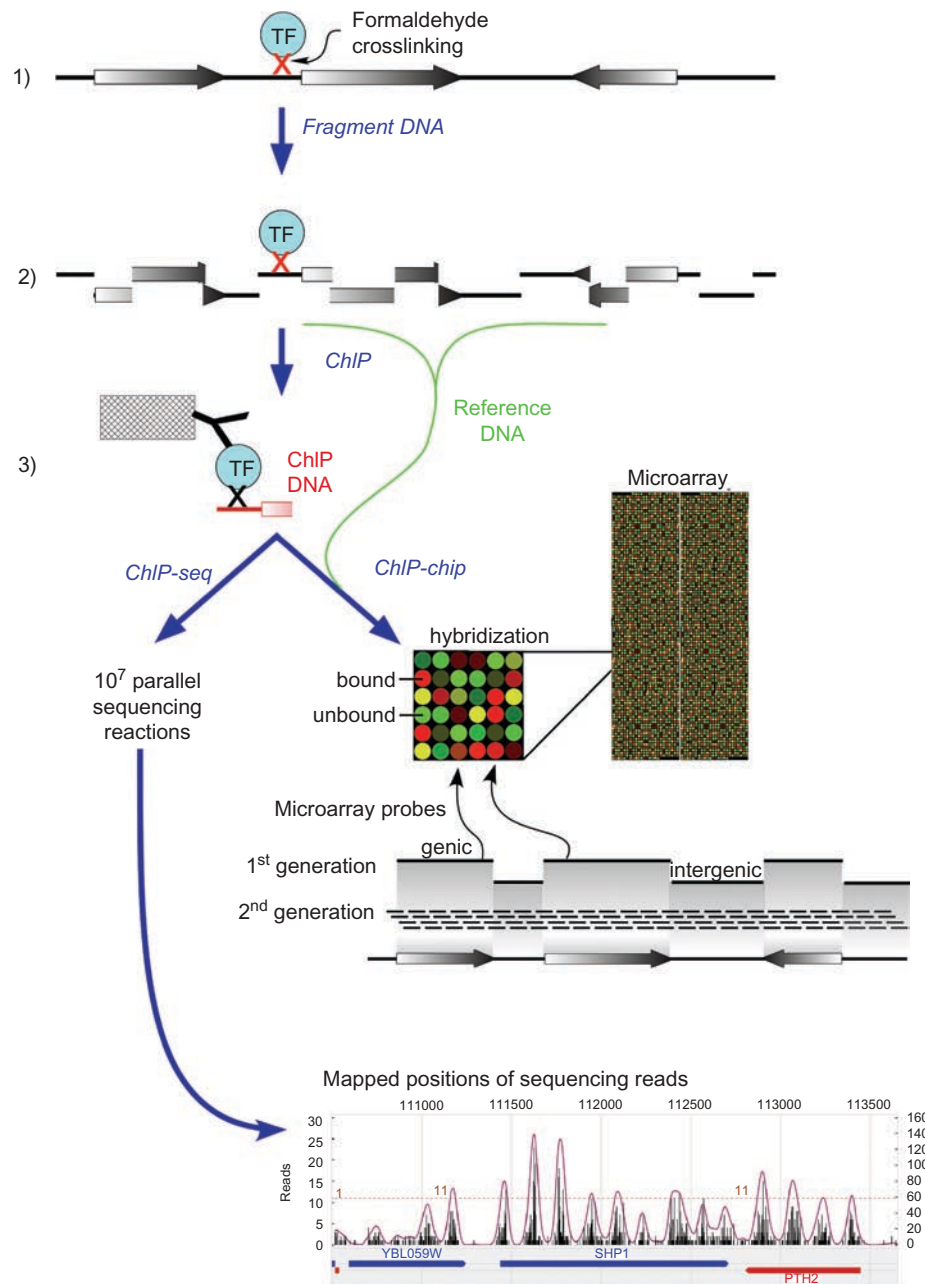 TF
Formaldehyde
crosslinking
1)
Fragment DNA
TF
2)
ChIP
Reference
DNA
3)
TF
ChIP
DNA
Microarray
ChIP-seq
ChIP-chip
hybridization
bound
unbound
10⁷ parallel
sequencing
reactions
Microarray probes
genic
1ˢᵗ generation
intergenic
2ⁿᵈ generation
Mapped positions of sequencing reads
111000 111500 112000 112500 113000 113500
30 160
25 140
20 120
15 100
10 80
5 60
0 40
20
0
Reads
1 11 11
YBL059W SHP1 PTH2